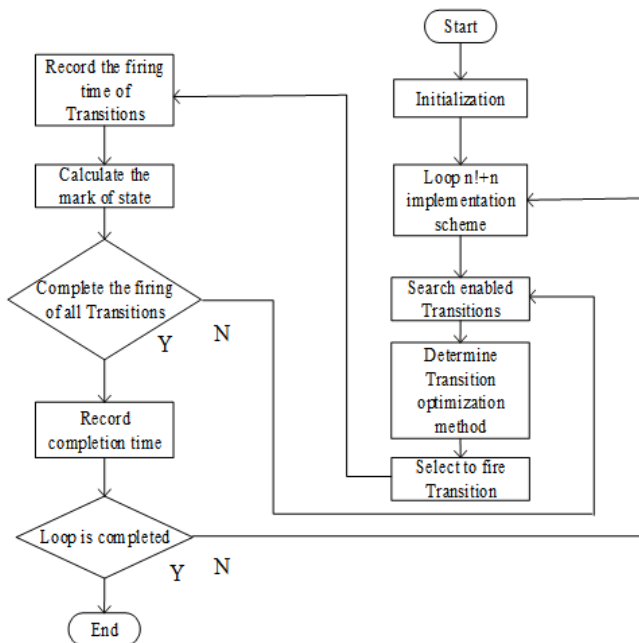 Start
Initialization
Loop n!+n
implementation
scheme
Search enabled
Transitions
Determine
Transition
optimization
method
Select to fire
Transition
Record the firing
time of
Transitions
Calculate the
mark of state
Complete the firing
of all Transitions
Y
N
Record
completion time
Loop is completed
Y
N
End